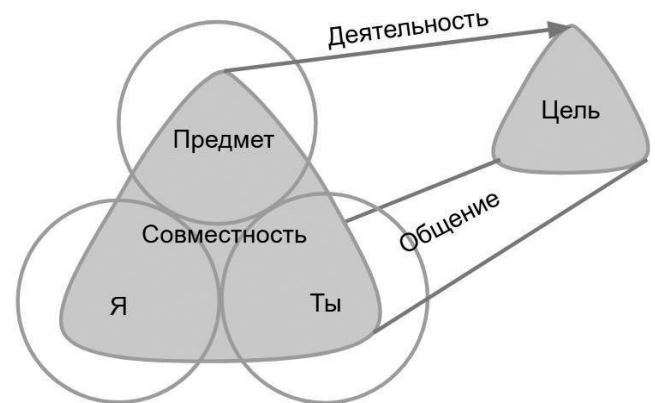 Деятельность
Цель
Предмет
Общение
Совместность
Я
Ты